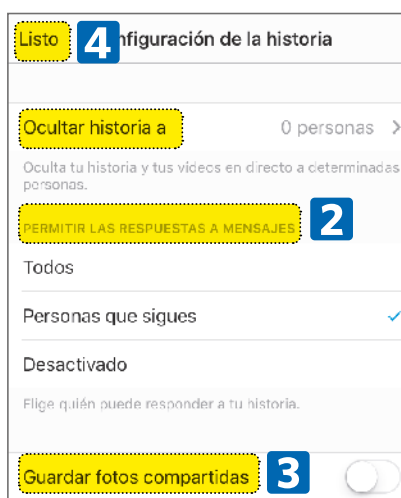 Listo 4 nfiguración de la historia
Ocultar historia a 0 personas
Oculta tu historia y tus videos en directo a determinadas
personas.
PERMITIR LAS RESPUESTAS A MENSAJES 2
Todos
Personas que sigues
Desactivado
Elige quién puede responder a tu historia.
Guardar fotos compartidas 3